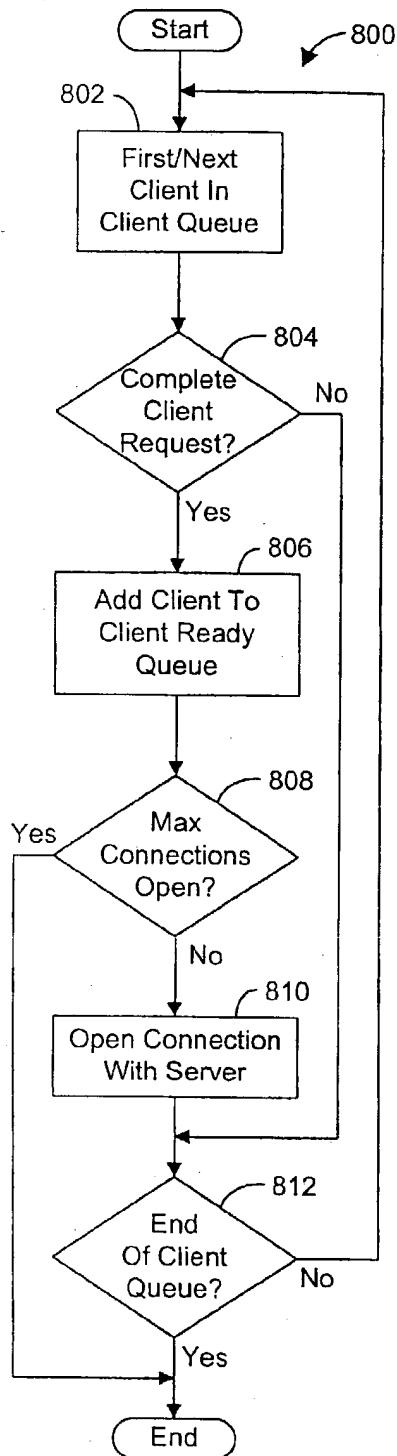 Start
800
802
First/Next
Client In
Client Queue
804
Complete
Client
Request?
No
Yes
806
Add Client To
Client Ready
Queue
808
Yes
Max
Connections
Open?
No
810
Open Connection
With Server
812
End
Of Client
Queue?
No
Yes
End